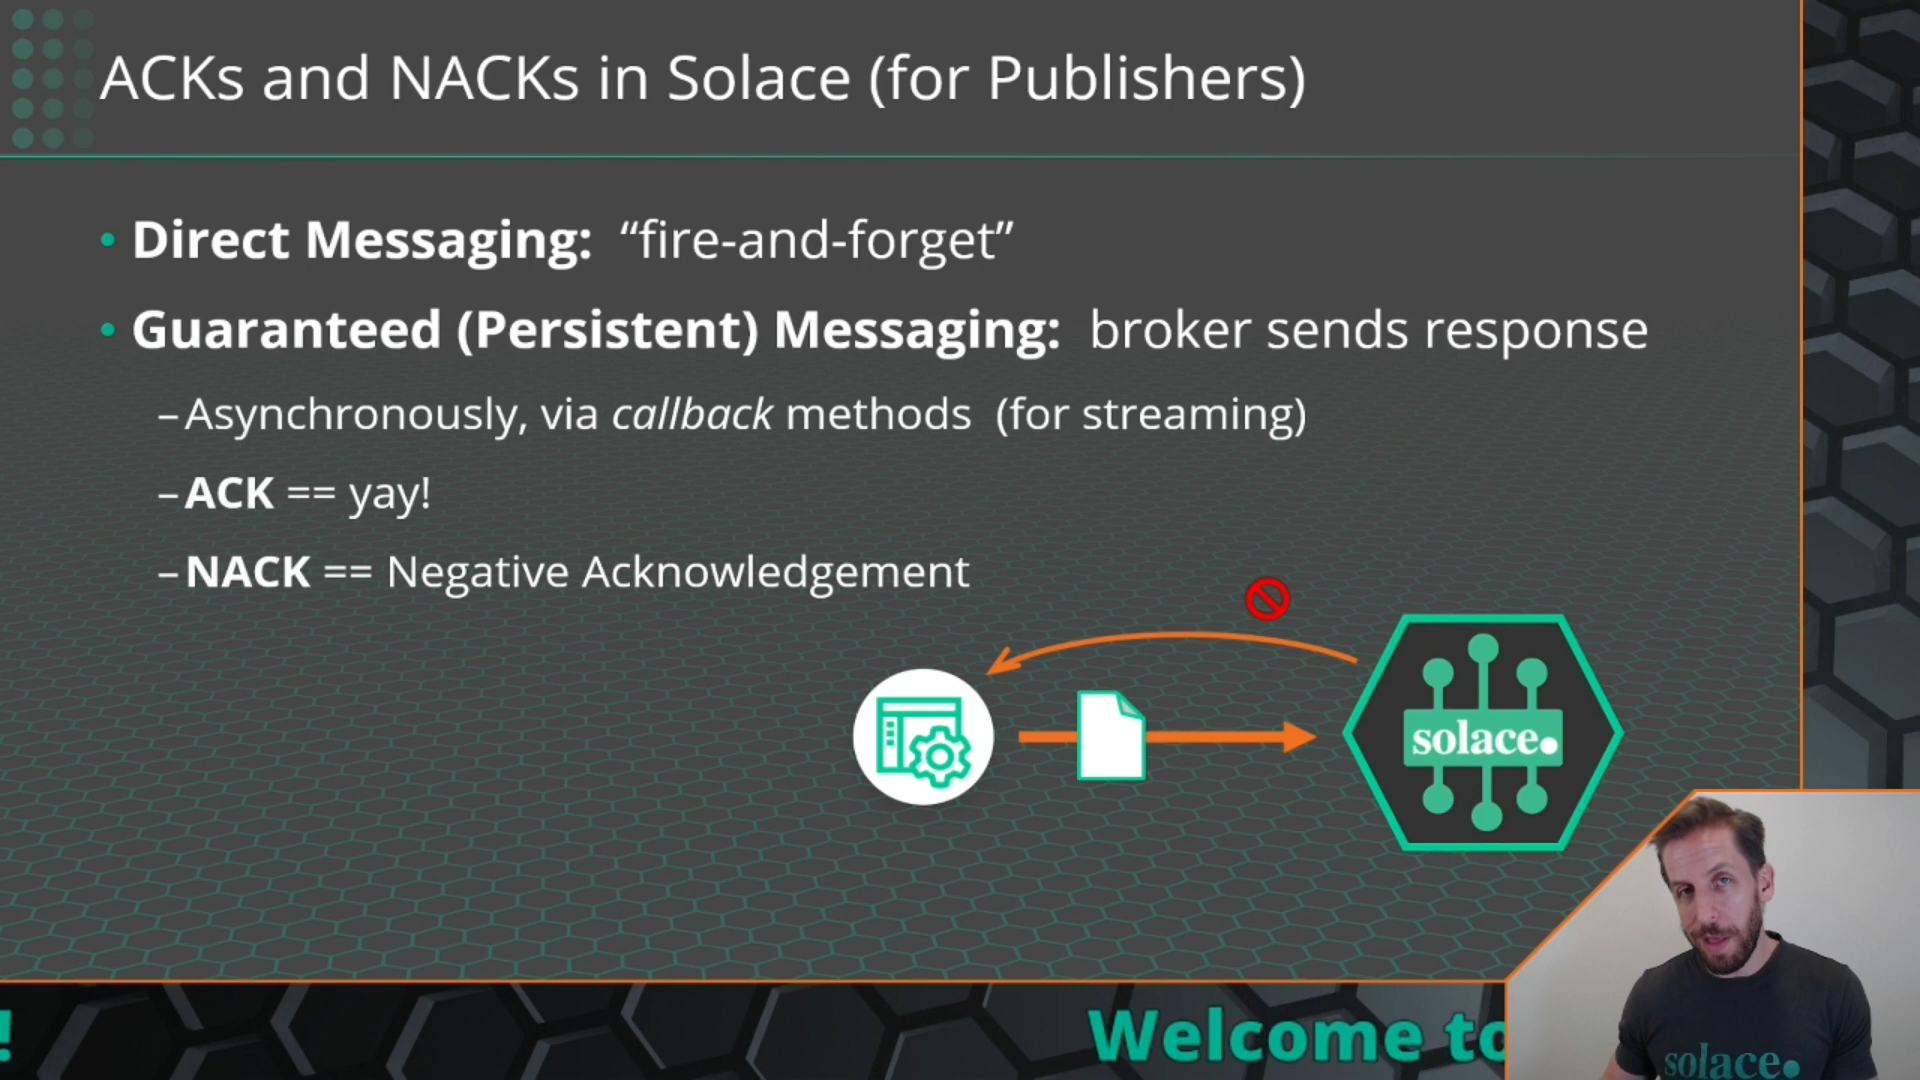 ACKs and NACKs in Solace (for Publishers)
• Direct Messaging: “fire-and-forget”
• Guaranteed (Persistent) Messaging: broker sends response
–Asynchronously, via callback methods (for streaming)
–ACK == yay!
–NACK == Negative Acknowledgement
solace.
! Welcome to
solace.